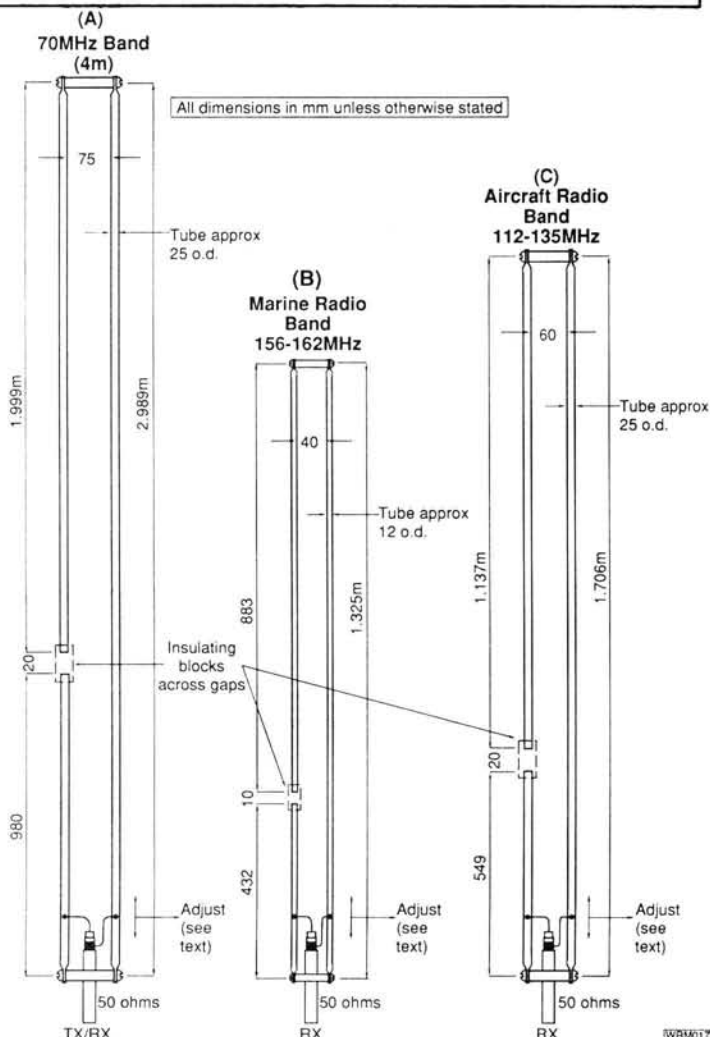 (A)
70MHz Band
(4m)
All dimensions in mm unless otherwise stated
75
Tube approx
25 o.d.
1.999m
2.989m
20
980
Insulating
blocks
across gaps
Adjust
(see
text)
50 ohms
TX/RX
(B)
Marine Radio
Band
156-162MHz
40
Tube approx
12 o.d.
883
1.325m
10
432
Adjust
(see
text)
50 ohms
RX
(C)
Aircraft Radio
Band
112-135MHz
60
Tube approx
25 o.d.
1.137m
1.706m
20
549
Adjust
(see
text)
50 ohms
RX